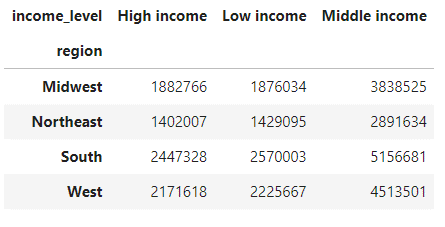 income_level High income Low income Middle income
region
Midwest 1882766 1876034 3838525
Northeast 1402007 1429095 2891634
South 2447328 2570003 5156681
West 2171618 2225667 4513501